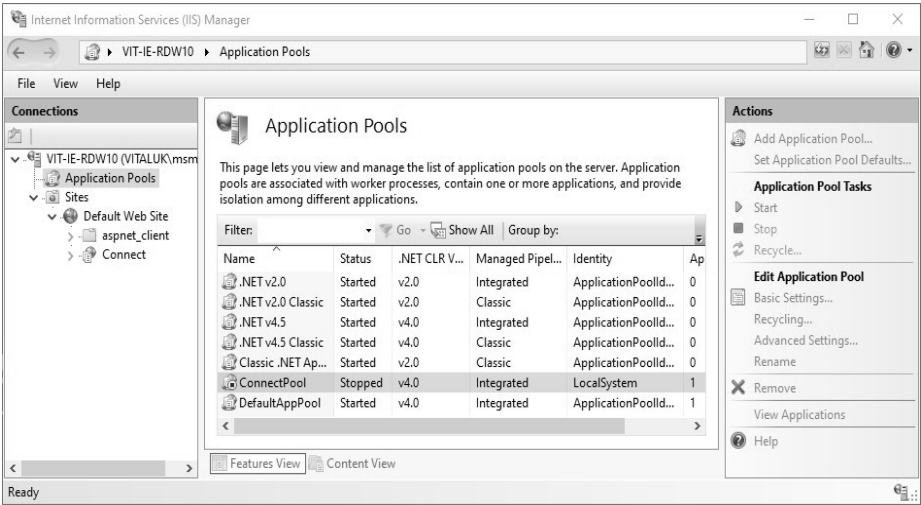 Internet Information Services (IIS) Manager
VIT-IE-RDW10 Application Pools
File View Help
Connections
VIT-IE-RDW10 (VITALUK\msm
Application Pools
Sites
Default Web Site
aspnet_client
Connect
Application Pools
This page lets you view and manage the list of application pools on the server. Application
pools are associated with worker processes, contain one or more applications, and provide
isolation among different applications.
Filter: Go Show All Group by:
Name Status .NET CLR V... Managed Pipel... Identity Ap
.NET v2.0 Started v2.0 Integrated ApplicationPoolId... 0
.NET v2.0 Classic Started v2.0 Classic ApplicationPoolId... 0
.NET v4.5 Started v4.0 Integrated ApplicationPoolId... 0
.NET v4.5 Classic Started v4.0 Classic ApplicationPoolId... 0
Classic .NET Ap... Started v2.0 Classic ApplicationPoolId... 0
ConnectPool Stopped v4.0 Integrated LocalSystem 1
DefaultAppPool Started v4.0 Integrated ApplicationPoolId... 1
Features View Content View
Actions
Add Application Pool...
Set Application Pool Defaults...
Application Pool Tasks
Start
Stop
Recycle...
Edit Application Pool
Basic Settings...
Recycling...
Advanced Settings...
Rename
Remove
View Applications
Help
Ready